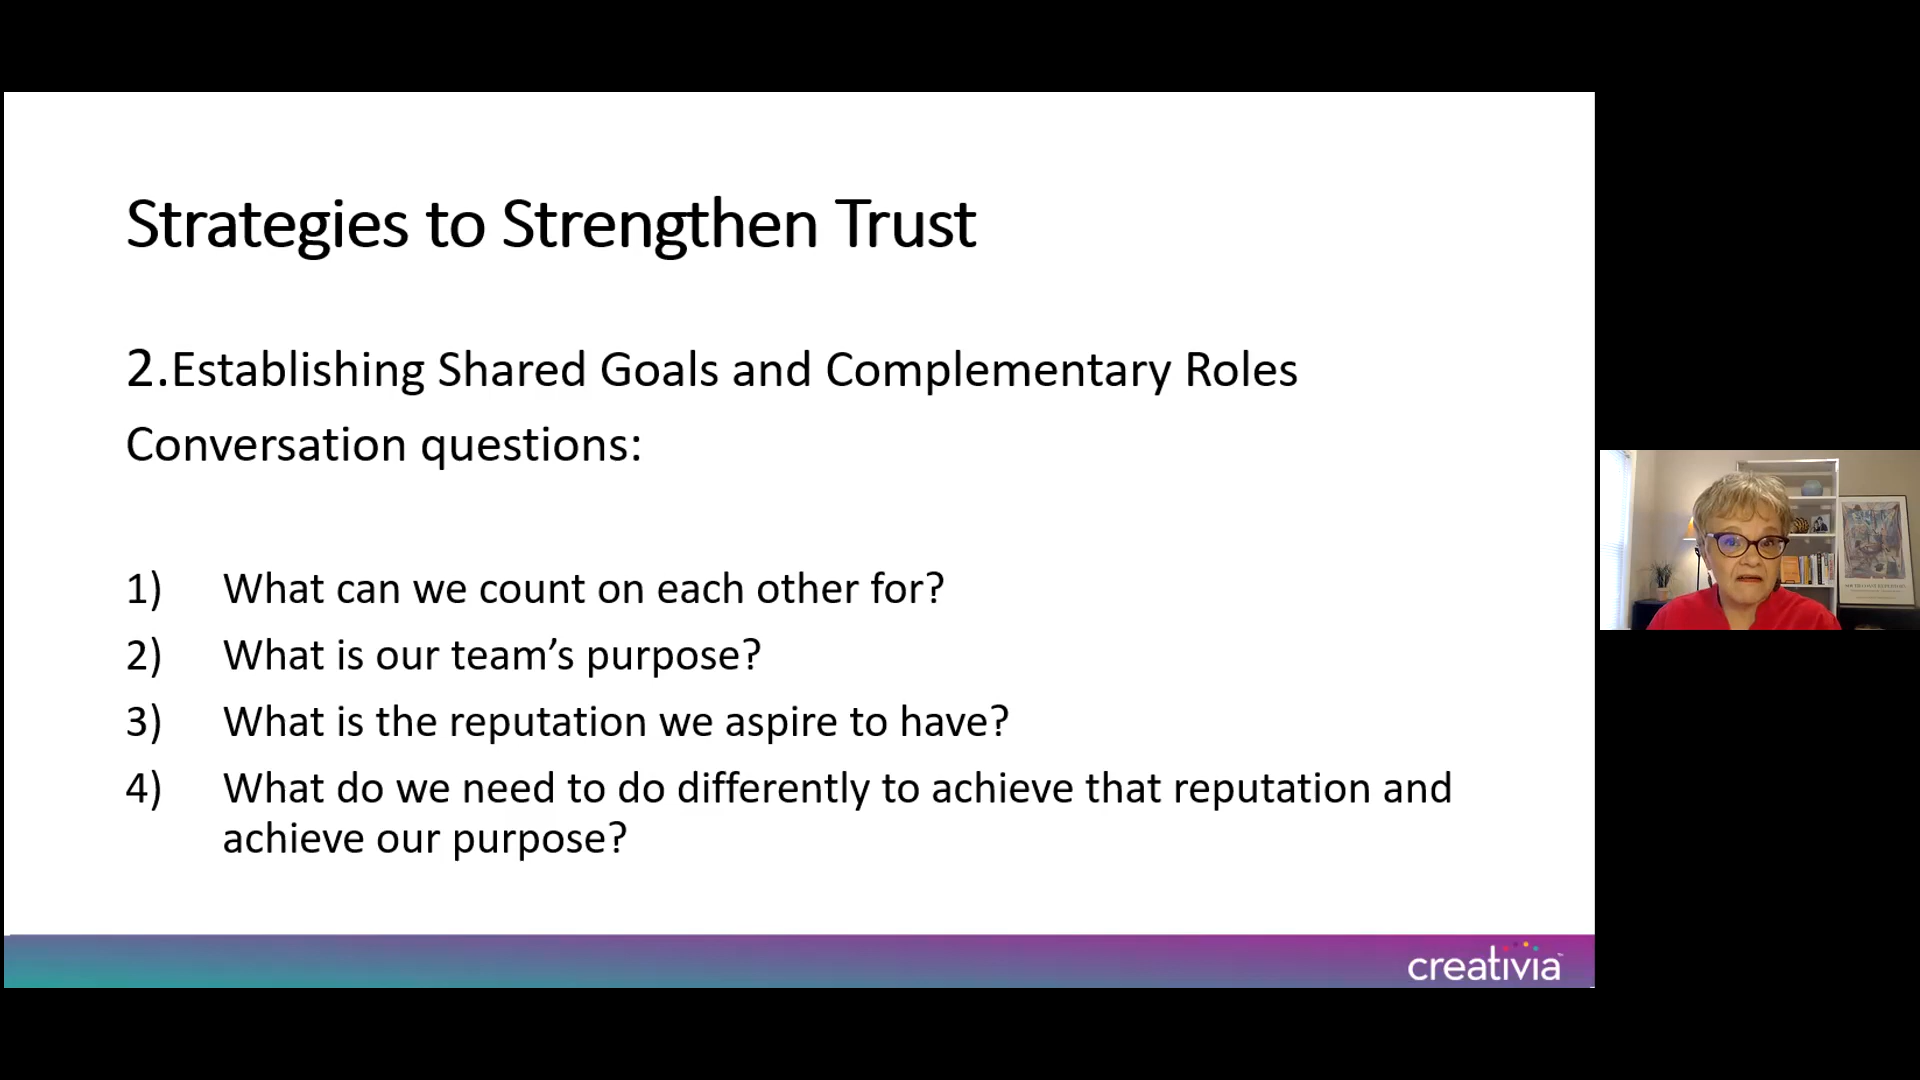 Strategies to Strengthen Trust
2.Establishing Shared Goals and Complementary Roles
Conversation questions:
1) What can we count on each other for?
2) What is our team’s purpose?
3) What is the reputation we aspire to have?
4) What do we need to do differently to achieve that reputation and
achieve our purpose?
creativia